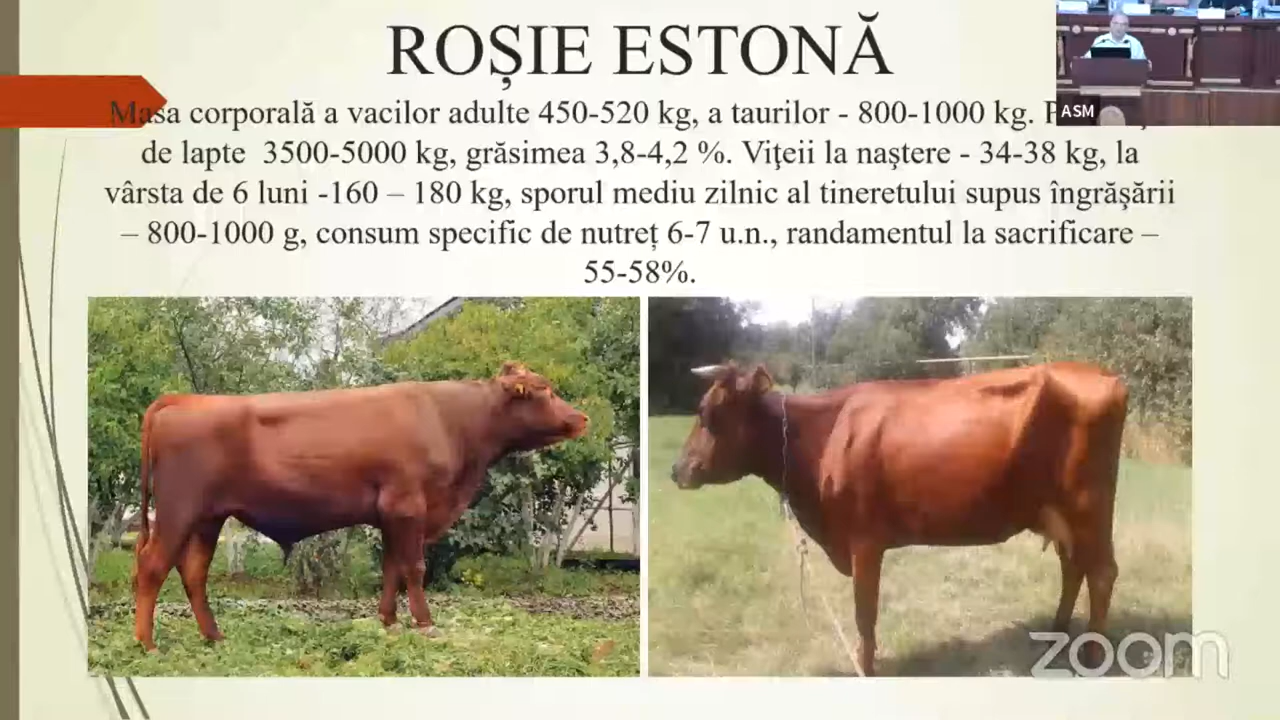 ROȘIE ESTONĂ
Masa corporală a vacilor adulte 450-520 kg, a taurilor - 800-1000 kg.
ASM
de lapte 3500-5000 kg, grăsimea 3,8-4,2 %. Viţeii la naştere - 34-38 kg, la
vârsta de 6 luni -160 – 180 kg, sporul mediu zilnic al tineretului supus îngrăşării
– 800-1000 g, consum specific de nutreț 6-7 u.n., randamentul la sacrificare –
55-58%.
zoom